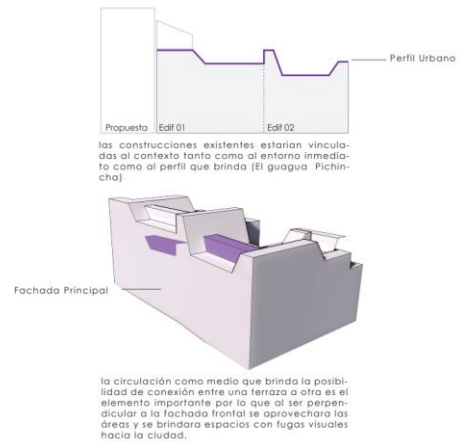 Perfil Urbano
Propuesta Edif 01 Edif 02
las construcciones existentes estarian vincula-
das al contexto tanto como al entorno inmedia-
to como al perfil que brinda (El guagua Pichin-
cha)
Fachada Principal
la circulación como medio que brinda la posibi-
lidad de conexión entre una terraza a otra es el
elemento importante por lo que al ser perpen-
dicular a la fachada frontal se aprovechara las
áreas y se brindara espacios con fugas visuales
hacia la ciudad.